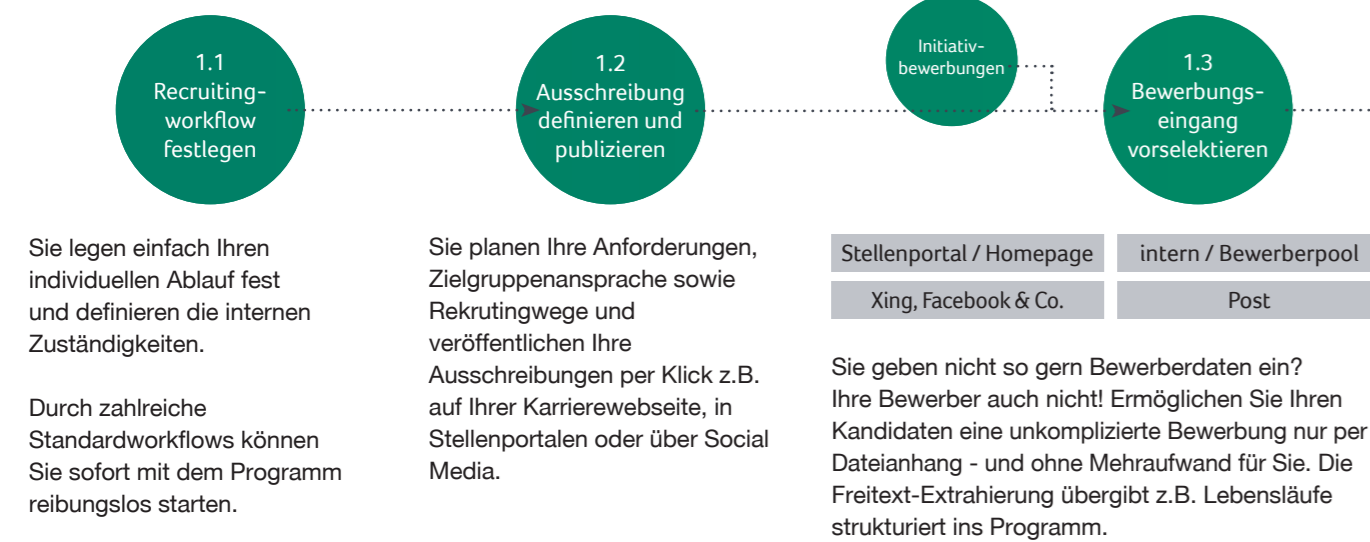 1.1
Recruiting-
workflow
festlegen
1.2
Ausschreibung
definieren und
publizieren
Initiativ-
bewerbungen
1.3
Bewerbungs-
eingang
vorselektieren
Sie legen einfach Ihren
individuellen Ablauf fest
und definieren die internen
Zuständigkeiten.
Durch zahlreiche
Standardworkflows können
Sie sofort mit dem Programm
reibungslos starten.
Sie planen Ihre Anforderungen,
Zielgruppenansprache sowie
Rekrutingwege und
veröffentlichen Ihre
Ausschreibungen per Klick z.B.
auf Ihrer Karrierewebseite, in
Stellenportalen oder über Social
Media.
Stellenportal / Homepage
intern / Bewerberpool
Xing, Facebook & Co.
Post
Sie geben nicht so gern Bewerberdaten ein?
Ihre Bewerber auch nicht! Ermöglichen Sie Ihren
Kandidaten eine unkomplizierte Bewerbung nur per
Dateianhang - und ohne Mehraufwand für Sie. Die
Freitext-Extrahierung übergibt z.B. Lebensläufe
strukturiert ins Programm.